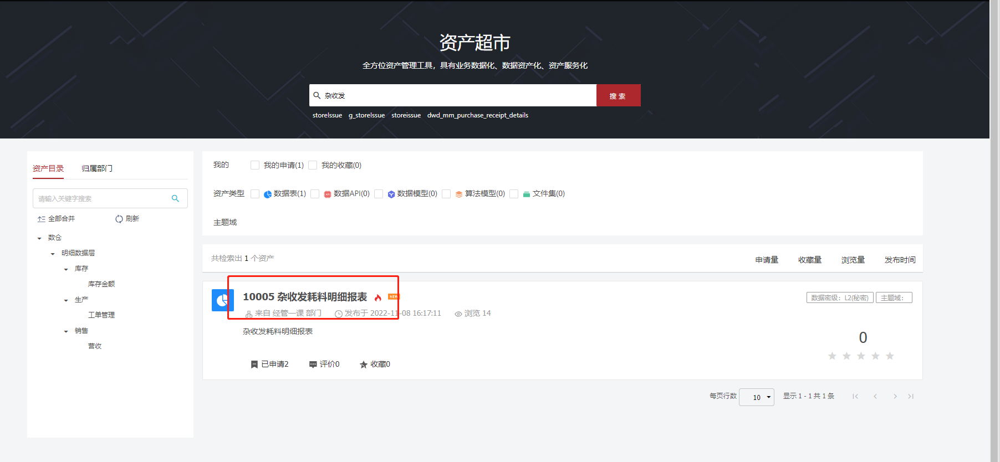 资产超市
全方位资产管理工具，具有业务数据化、数据资产化、资产服务化
杂收发
搜 索
storeIssue g_storeIssue storeissue dwd_mm_purchase_receipt_details
资产目录 归属部门
请输入关键字搜索
全部合并 刷新
数仓
明细数据层
库存
库存金额
生产
工单管理
销售
营收
我的 我的申请(1) 我的收藏(0)
资产类型 数据表(1) 数据API(0) 数据模型(0) 算法模型(0) 文件集(0)
主题域
共检索出 1 个资产
申请量 收藏量 浏览量 发布时间
10005 杂收发耗料明细报表 NEW
来自 经管一课 部门 发布于 2022-11-08 16:17:11 浏览 14
杂收发耗料明细报表
已申请2 评价0 收藏0
数据密级：L2(秘密) 主题域：
0
每页行数 10 显示 1 - 1 共 1 条